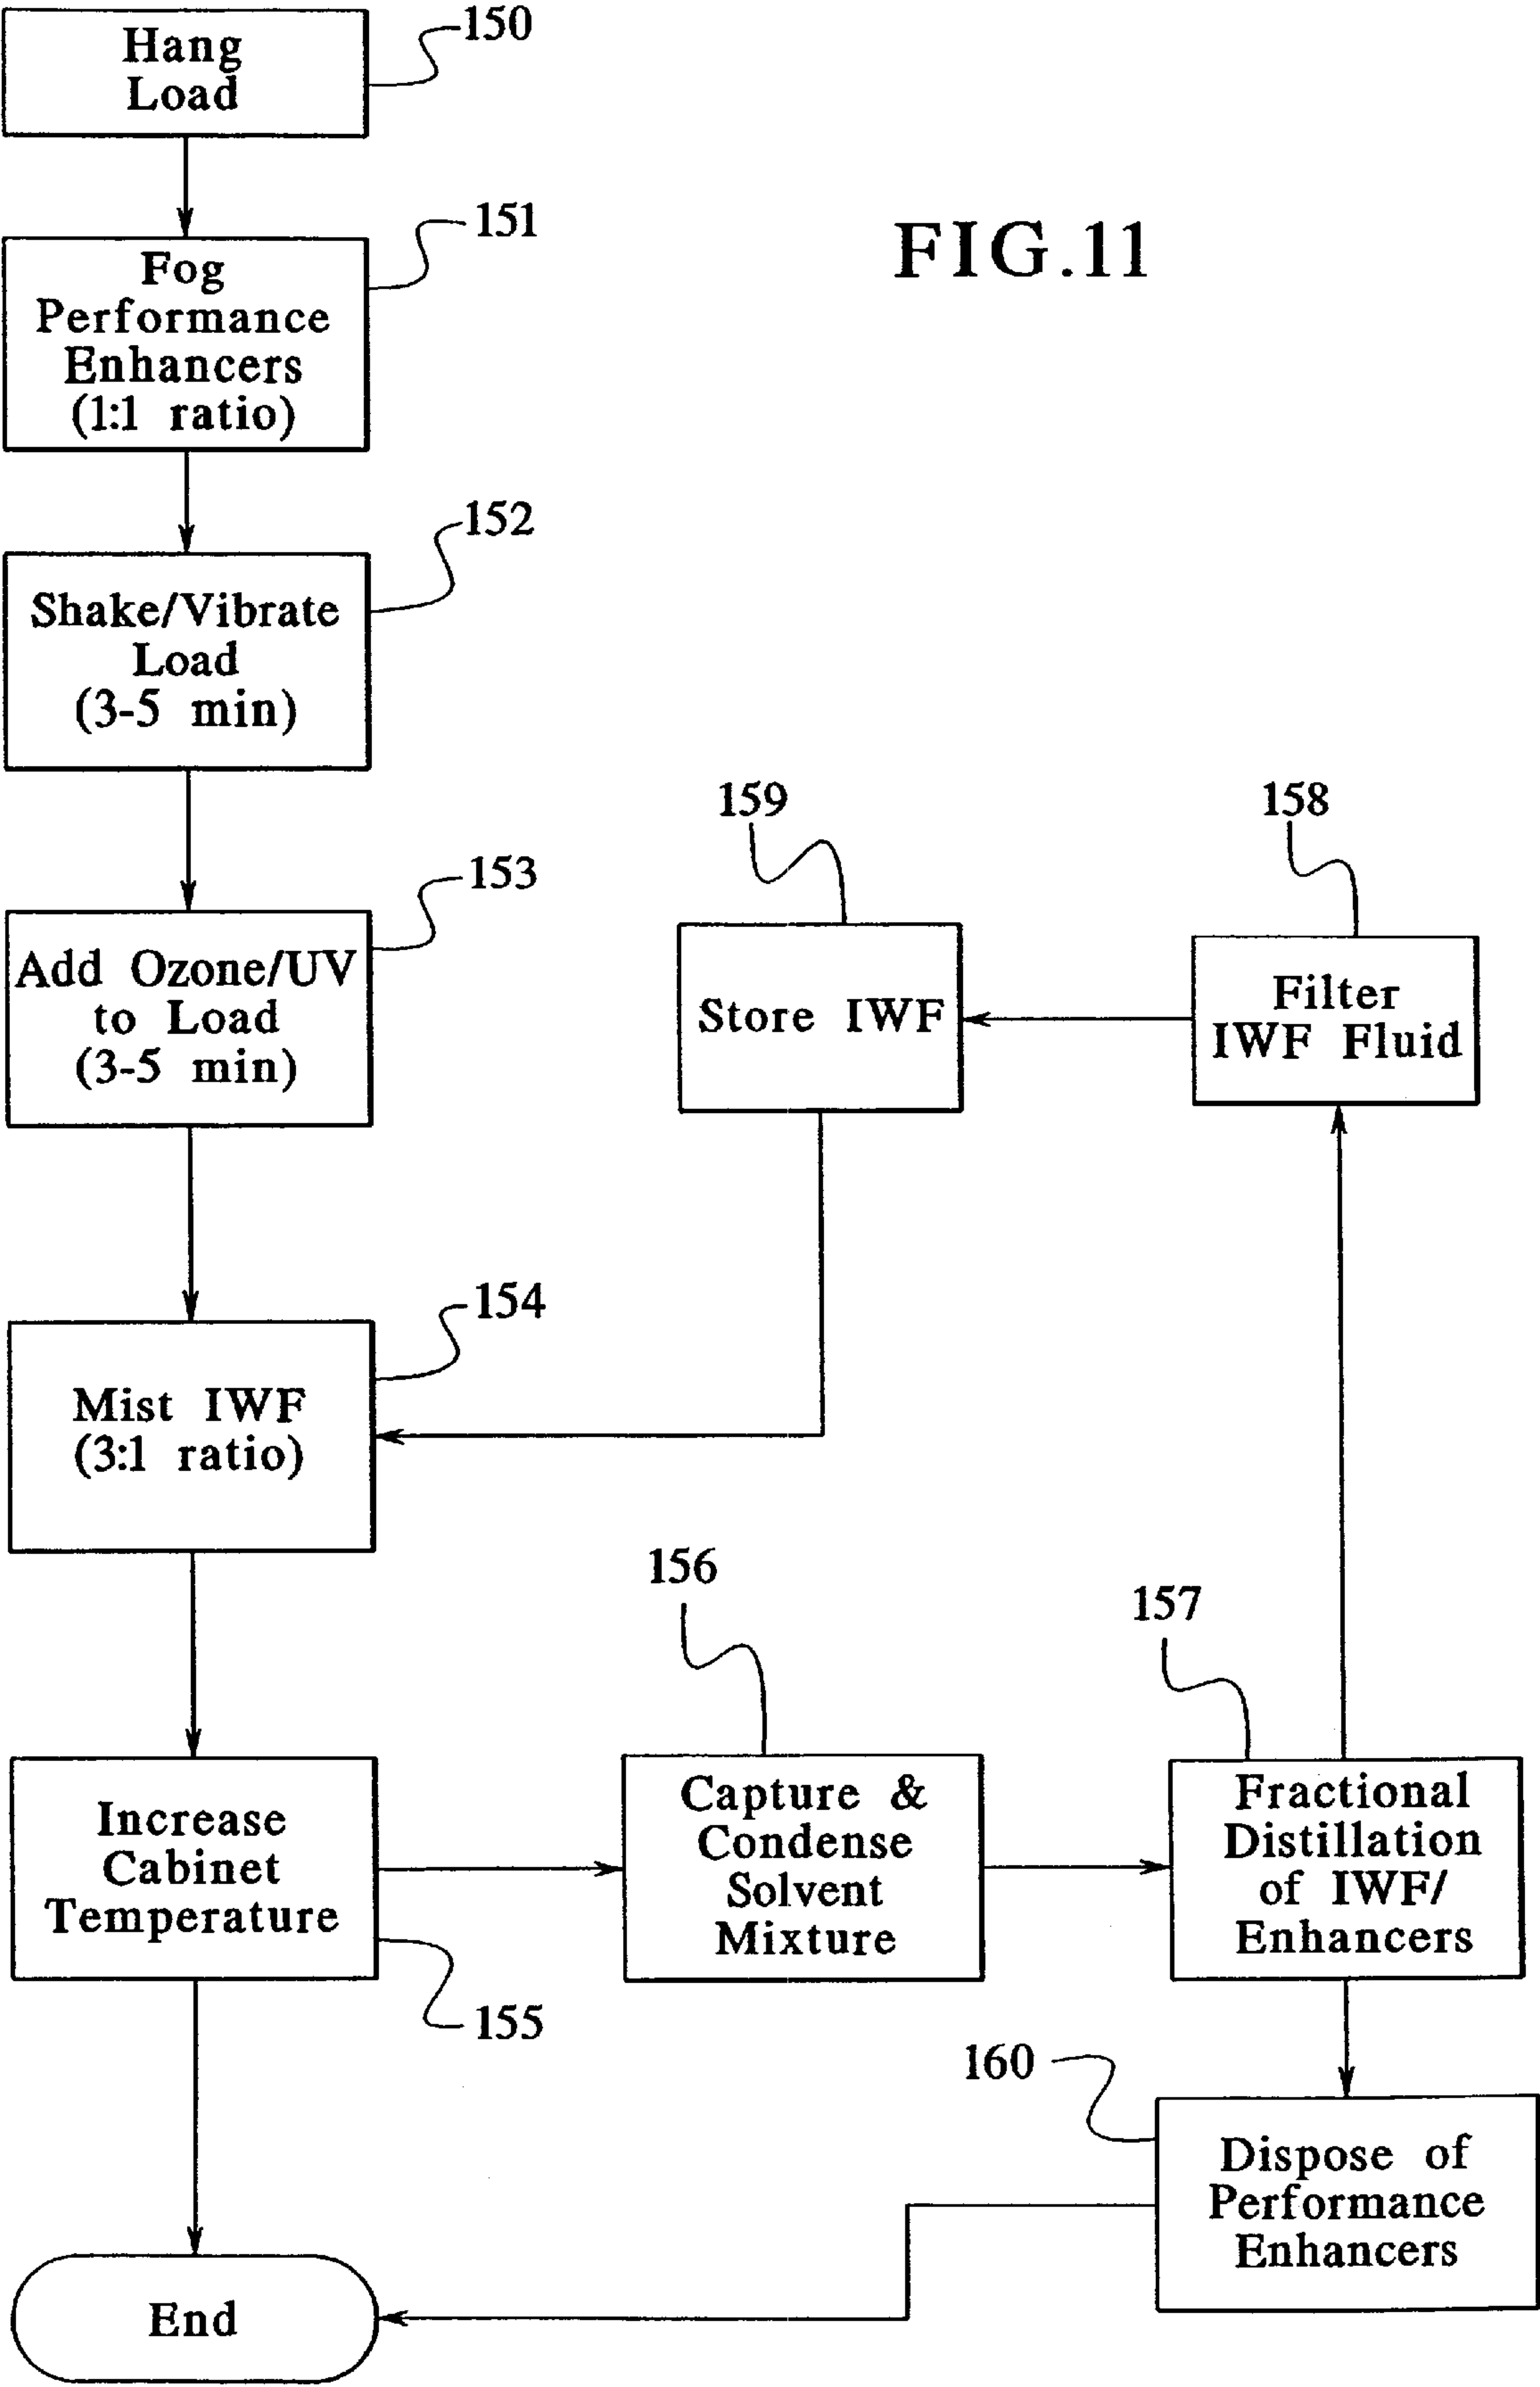 Hang
Load
150
Fog
Performance
Enhancers
(1:1 ratio)
151
FIG.11
Shake/Vibrate
Load
(3-5 min)
152
Add Ozone/UV
to Load
(3-5 min)
153
159
Store IWF
158
Filter
IWF Fluid
Mist IWF
(3:1 ratio)
154
Increase
Cabinet
Temperature
155
156
Capture &
Condense
Solvent
Mixture
157
Fractional
Distillation
of IWF/
Enhancers
160
Dispose of
Performance
Enhancers
End